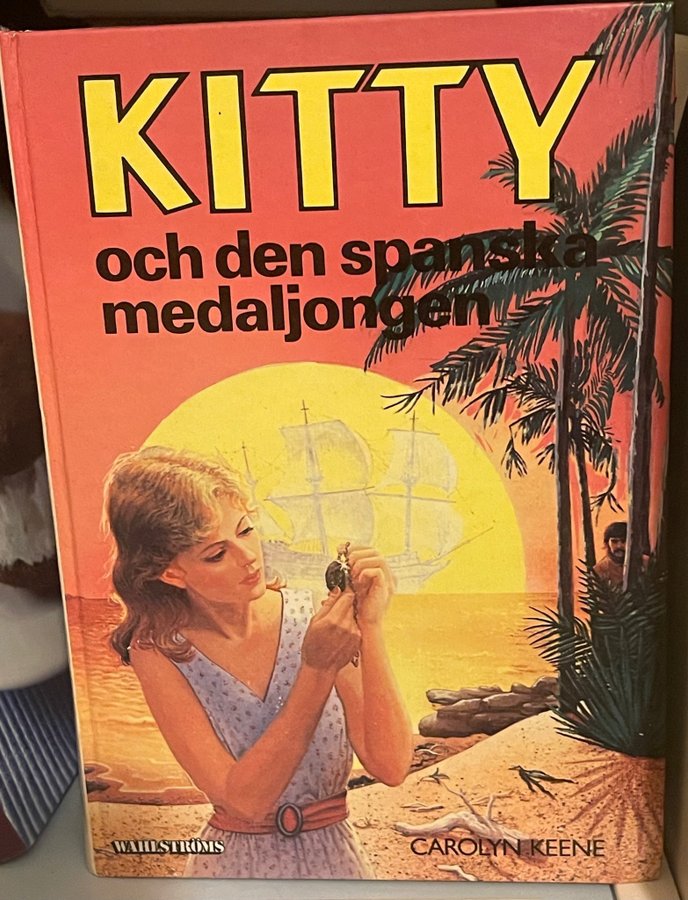 KITTY
och den spanska
medaljongen
WAHLSTRÖMS
CAROLYN KEENE